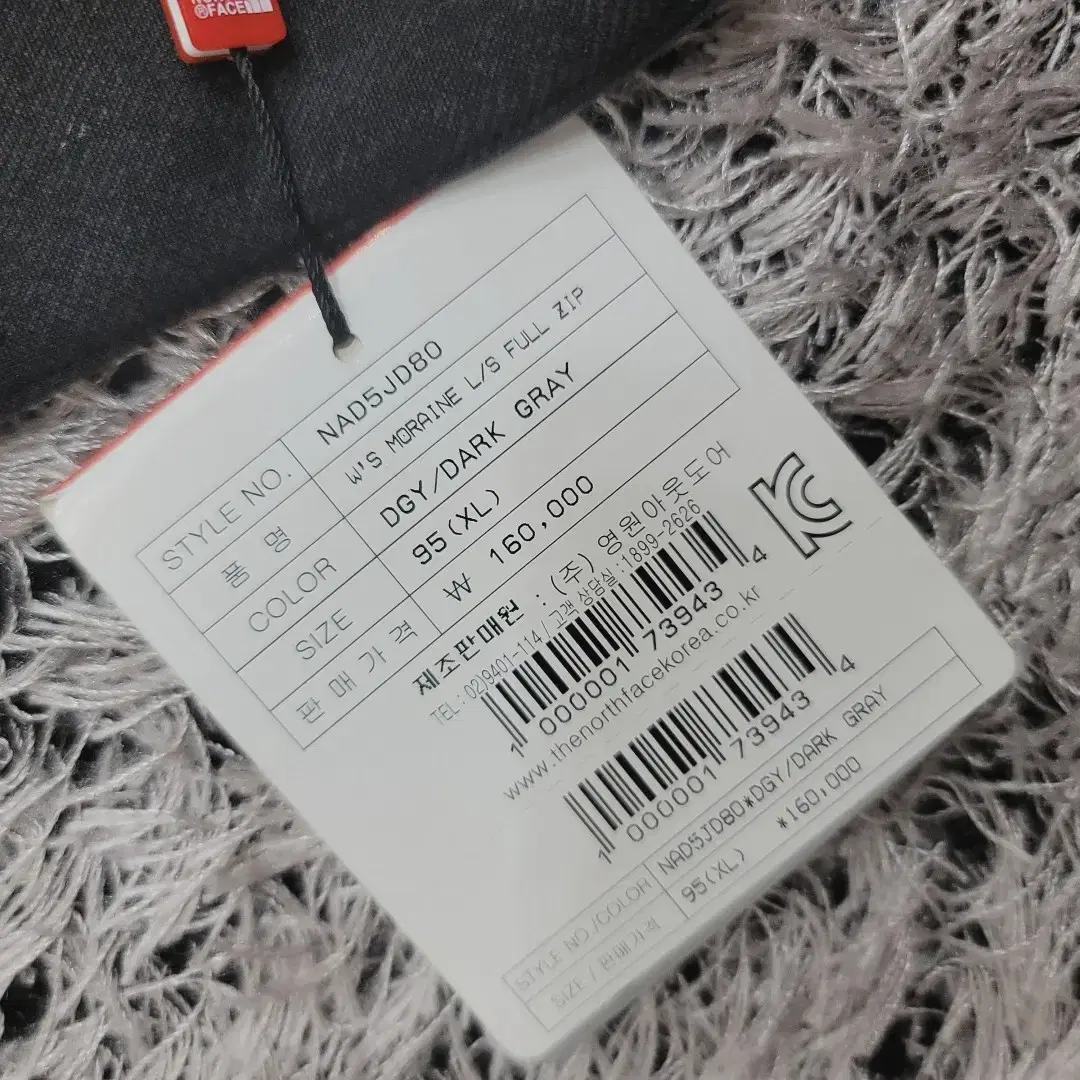 FACE
STYLE NO. NAD5JD80
품 명 W'S MORAINE L/S FULL ZIP
COLOR DGY/DARK GRAY
SIZE 95(XL)
판 매 가 격 ₩ 160,000
제조판매원 : (주) 영원아웃도어
TEL : 02)9401-114 / 고객 상담실 : 1899-2626
1 000001 73943 4
www.thenorthfacekorea.co.kr
1 000001 73943 4
STYLE NO./COLOR NAD5JD80*DGY/DARK GRAY
SIZE / 판매가격 95(XL) *160,000